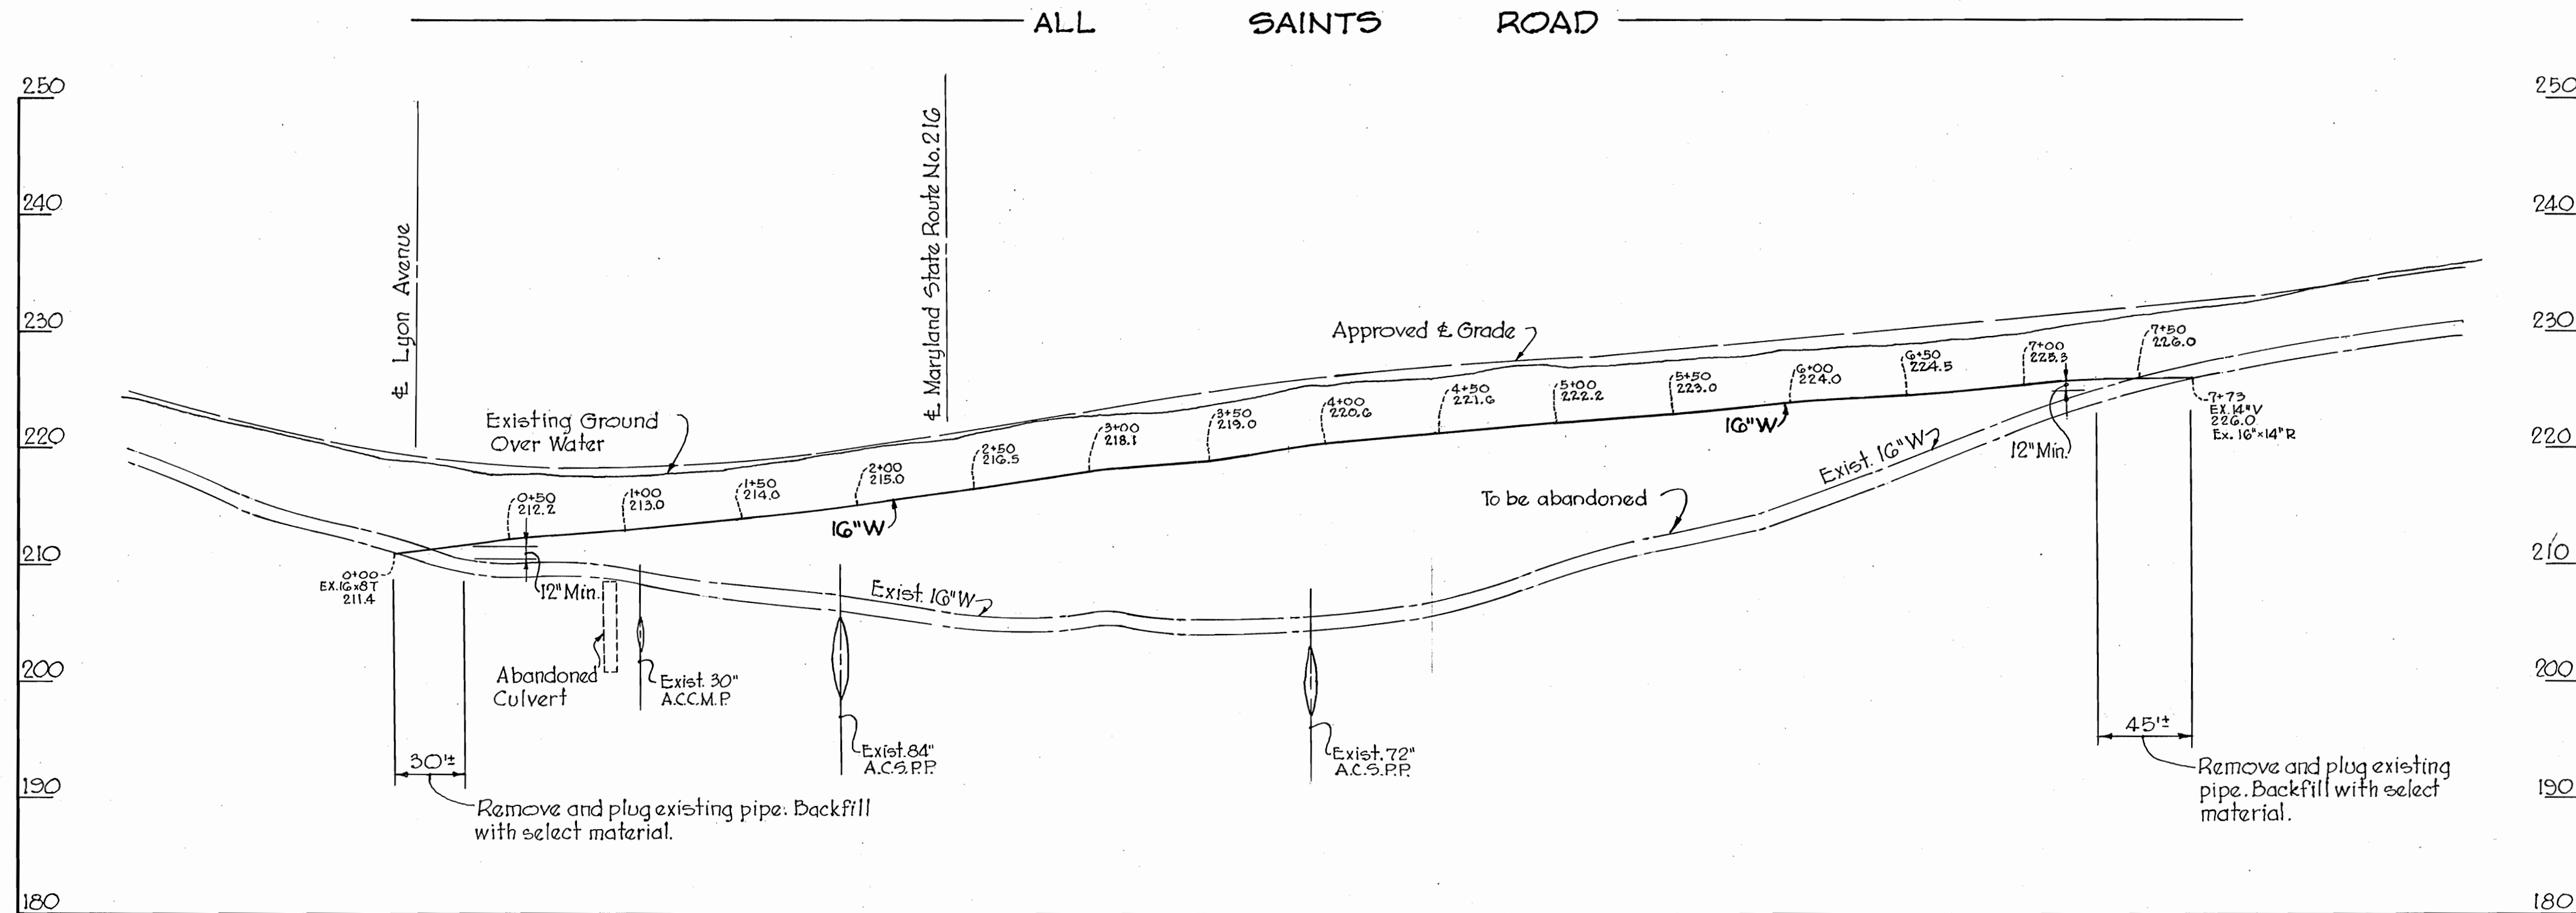 ALL SAINTS ROAD
250
250
240
240
230
230
220
220
210
210
200
200
190
190
180
180
℄ Lyon Avenue
℄ Maryland State Route No. 216
Existing Ground
Over Water
Approved ℄ Grade
0+00
EX.16x8T
211.4
0+50
212.2
1+00
213.0
1+50
214.0
2+00
215.0
2+50
216.5
3+00
218.1
3+50
219.0
4+00
220.6
4+50
221.6
5+00
222.2
5+50
223.0
6+00
224.0
6+50
224.5
7+00
225.3
7+50
226.0
7+73
EX.14"V
226.0
Ex. 16"x14"R
16"W
16"W
12"Min.
12"Min.
Exist. 16"W
Exist. 16"W
To be abandoned
Abandoned
Culvert
Exist. 30"
A.C.C.M.P.
Exist. 84"
A.C.S.P.P.
Exist. 72"
A.C.S.P.P.
30'±
Remove and plug existing pipe. Backfill
with select material.
45'±
Remove and plug existing
pipe. Backfill with select
material.